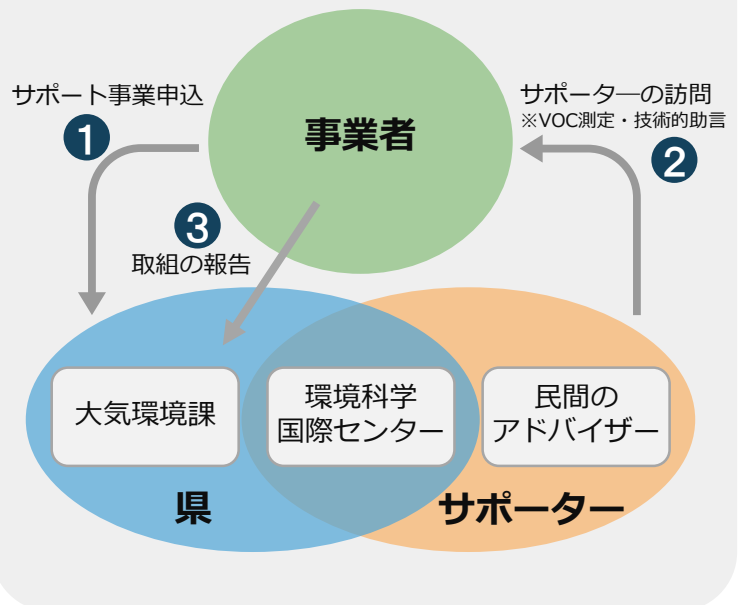 サポート事業申込
1
事業者
サポーターの訪問
※VOC測定・技術的助言
2
3
取組の報告
大気環境課
環境科学
国際センター
民間の
アドバイザー
県
サポーター